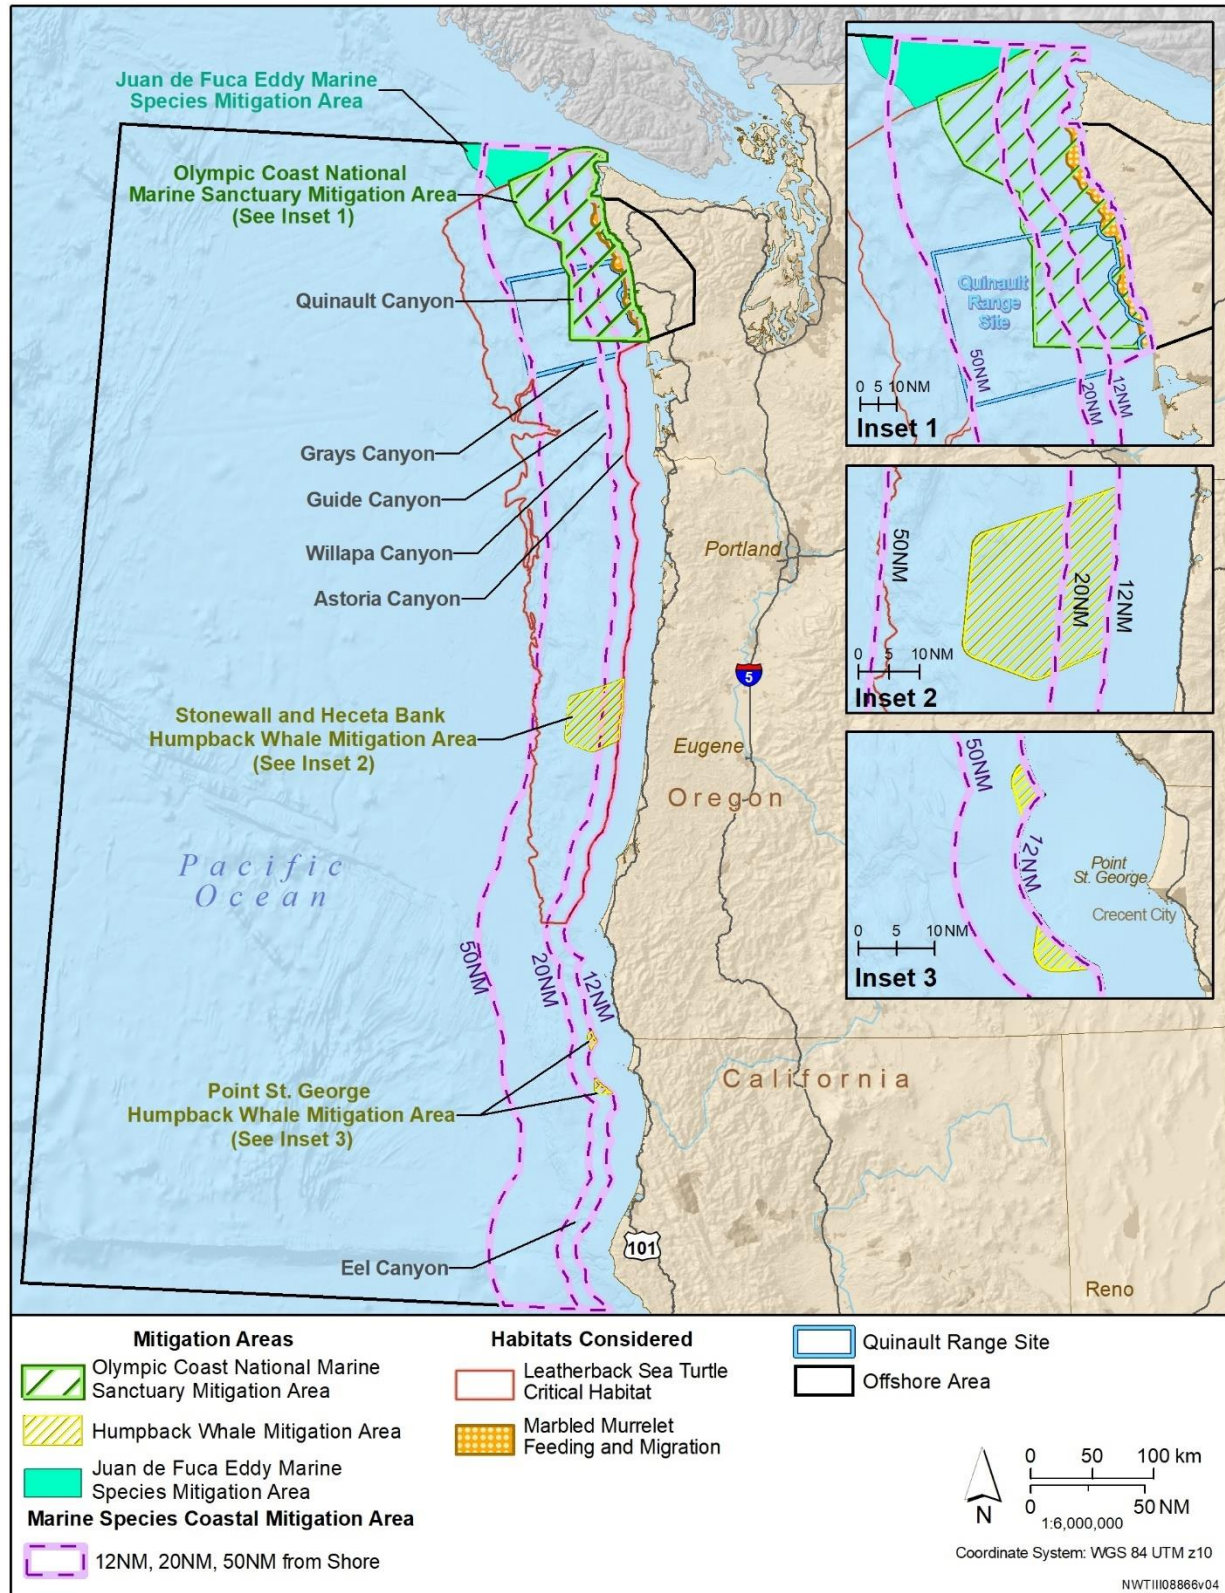 Juan de Fuca Eddy Marine
Species Mitigation Area
Olympic Coast National
Marine Sanctuary Mitigation Area
(See Inset 1)
Quinault Canyon
Grays Canyon
Guide Canyon
Willapa Canyon
Astoria Canyon
Stonewall and Heceta Bank
Humpback Whale Mitigation Area
(See Inset 2)
Pacific
Ocean
50NM
20NM
12NM
Point St. George
Humpback Whale Mitigation Area
(See Inset 3)
Eel Canyon
Portland
5
Eugene
Oregon
California
101
Reno
Quinault
Range
Site
50NM
20NM
12NM
0 5 10 NM
Inset 1
50NM
20NM
12NM
0 5 10 NM
Inset 2
50NM
12NM
Point
St. George
Crescent City
0 5 10 NM
Inset 3
Mitigation Areas
Olympic Coast National Marine
Sanctuary Mitigation Area
Humpback Whale Mitigation Area
Juan de Fuca Eddy Marine
Species Mitigation Area
Marine Species Coastal Mitigation Area
12NM, 20NM, 50NM from Shore
Habitats Considered
Leatherback Sea Turtle
Critical Habitat
Marbled Murrelet
Feeding and Migration
Quinault Range Site
Offshore Area
N
0 50 100 km
0 50 NM
1:6,000,000
Coordinate System: WGS 84 UTM z10
NWTIII08866v04